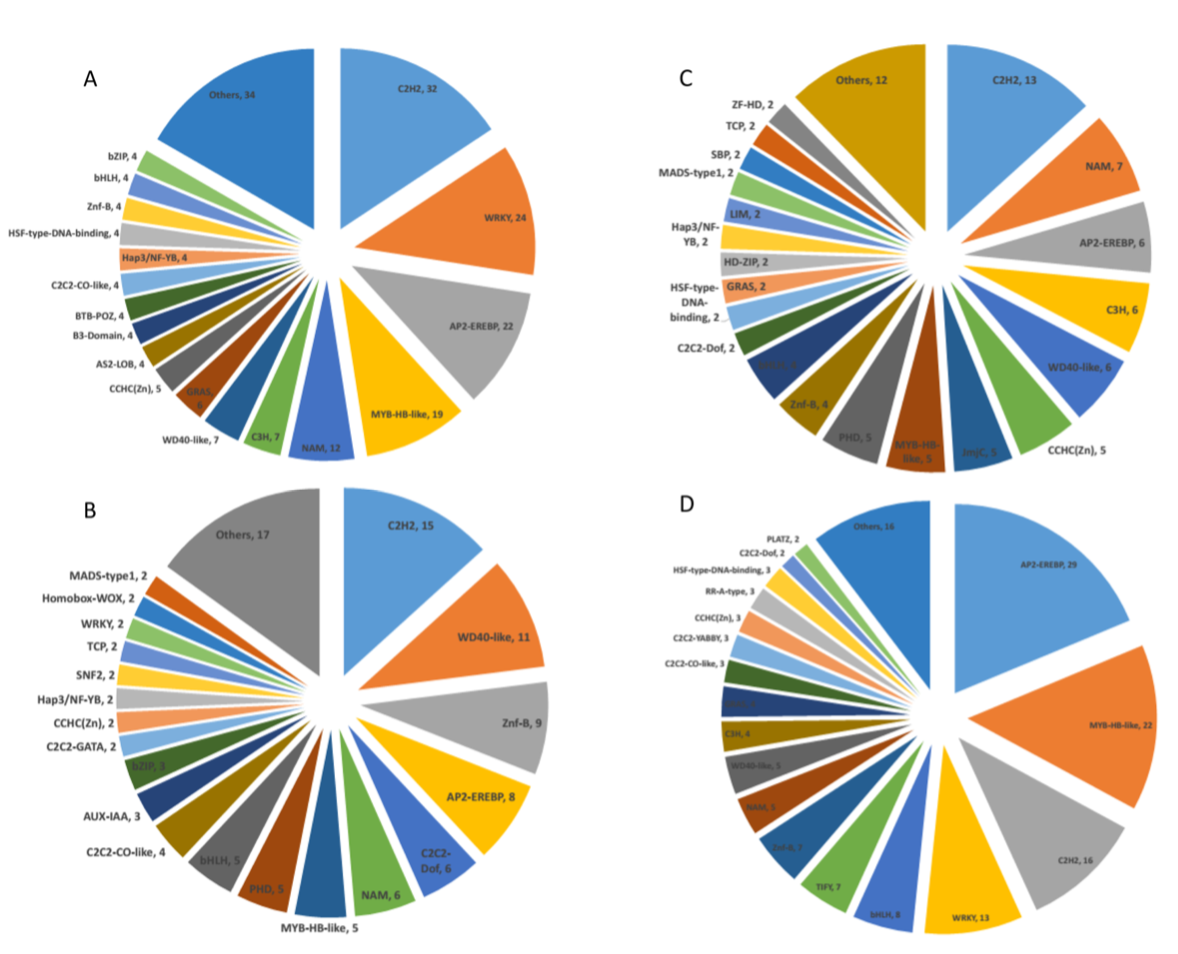 A
C2H2, 32
WRKY, 24
AP2-EREBP, 22
MYB-HB-like, 19
NAM, 12
C3H, 7
WD40-like, 7
GRAS,
6
CCHC(Zn), 5
AS2-LOB, 4
B3-Domain, 4
BTB-POZ, 4
C2C2-CO-like, 4
Hap3/NF-YB, 4
HSF-type-DNA-binding, 4
Znf-B, 4
bHLH, 4
bZIP, 4
Others, 34
B
C2H2, 15
WD40-like, 11
Znf-B, 9
AP2-EREBP, 8
C2C2-
Dof, 6
NAM, 6
MYB-HB-like, 5
PHD, 5
bHLH, 5
C2C2-CO-like, 4
AUX-IAA, 3
bZIP, 3
C2C2-GATA, 2
CCHC(Zn), 2
Hap3/NF-YB, 2
SNF2, 2
TCP, 2
WRKY, 2
Homobox-WOX, 2
MADS-type1, 2
Others, 17
C
C2H2, 13
NAM, 7
AP2-EREBP, 6
C3H, 6
WD40-like, 6
CCHC(Zn), 5
JmjC, 5
MYB-HB-
like, 5
PHD, 5
Znf-B, 4
C2C2-Dof, 2
HSF-type-
DNA-
binding, 2
GRAS, 2
HD-ZIP, 2
Hap3/NF-
YB, 2
LIM, 2
MADS-type1, 2
SBP, 2
TCP, 2
ZF-HD, 2
Others, 12
D
AP2-EREBP, 29
MYB-HB-like, 22
C2H2, 16
WRKY, 13
bHLH, 8
TIFY, 7
Znf-B, 7
NAM, 5
WD40-like, 5
C3H, 4
C2C2-CO-like, 3
C2C2-YABBY, 3
CCHC(Zn), 3
RR-A-type, 3
HSF-type-DNA-binding, 3
C2C2-Dof, 2
PLATZ, 2
Others, 16